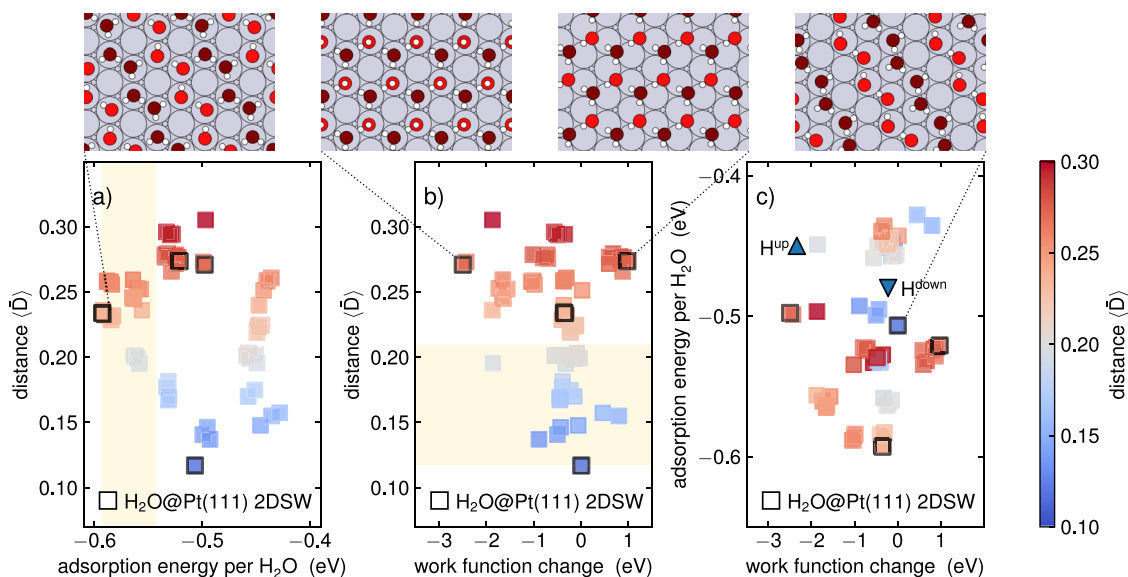 a)
0.30
0.25
0.20
0.15
0.10
distance ⟨D̄⟩
−0.6
−0.5
−0.4
adsorption energy per H₂O (eV)
H₂O@Pt(111) 2DSW
b)
0.30
0.25
0.20
0.15
0.10
distance ⟨D̄⟩
−3
−2
−1
0
1
work function change (eV)
H₂O@Pt(111) 2DSW
c)
−0.4
−0.5
−0.6
adsorption energy per H₂O (eV)
Hᵘᵖ
Hᵈᵒʷⁿ
−3
−2
−1
0
1
work function change (eV)
H₂O@Pt(111) 2DSW
0.30
0.25
0.20
0.15
0.10
distance ⟨D̄⟩